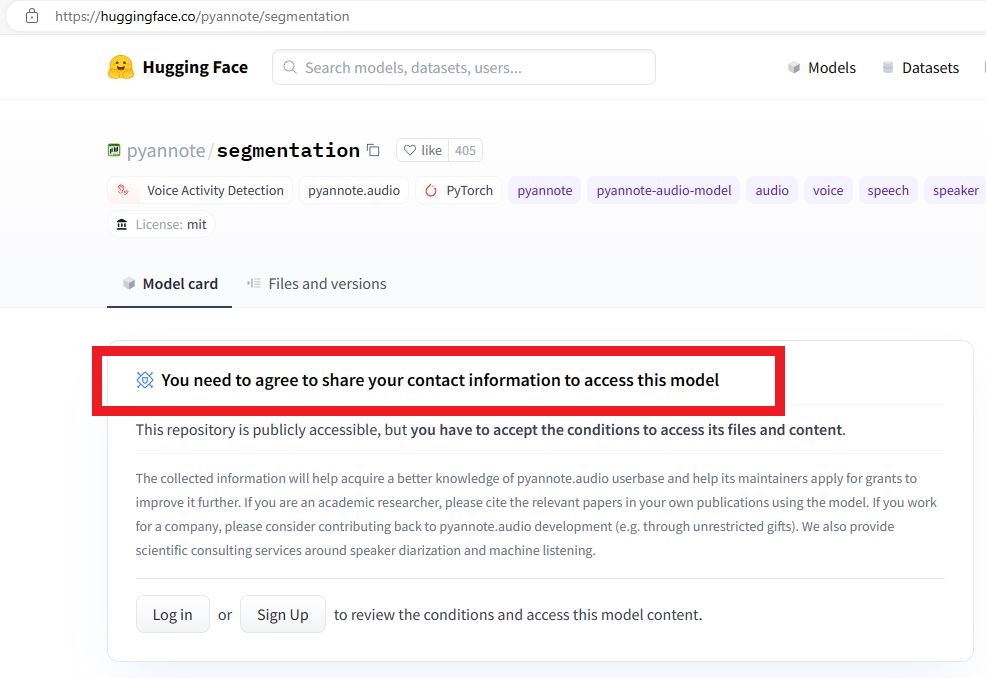 https://huggingface.co/pyannote/segmentation
Hugging Face Search models, datasets, users... Models Datasets
pyannote/segmentation like 405
Voice Activity Detection pyannote.audio PyTorch pyannote pyannote-audio-model audio voice speech speaker
License: mit
Model card Files and versions
You need to agree to share your contact information to access this model
This repository is publicly accessible, but you have to accept the conditions to access its files and content.
The collected information will help acquire a better knowledge of pyannote.audio userbase and help its maintainers apply for grants to
improve it further. If you are an academic researcher, please cite the relevant papers in your own publications using the model. If you work
for a company, please consider contributing back to pyannote.audio development (e.g. through unrestricted gifts). We also provide
scientific consulting services around speaker diarization and machine listening.
Log in or Sign Up to review the conditions and access this model content.